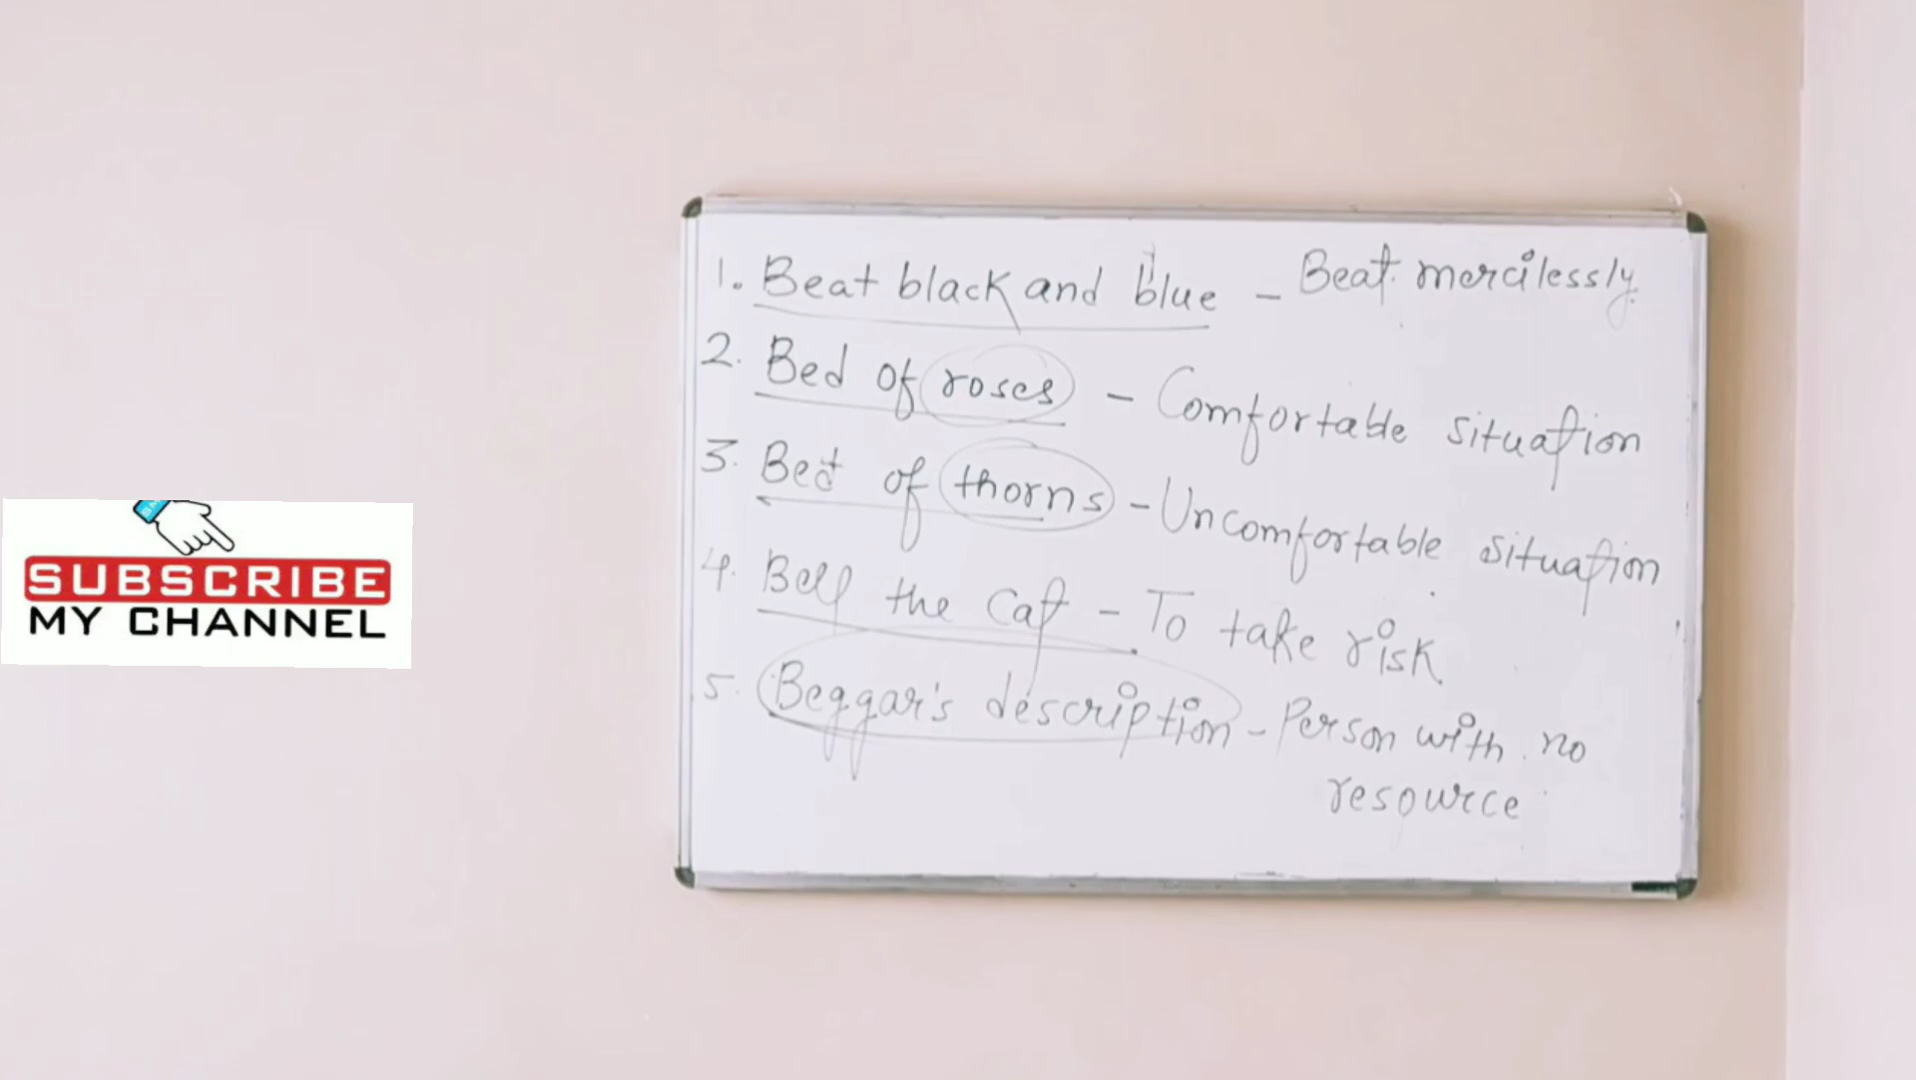 1. Beat black and blue - Beat mercilessly.
2. Bed of roses - Comfortable situation
3. Bed of thorns - Uncomfortable situation
4. Bell the Cat - To take risk
5. Beggar's description - Person with no
resource
SUBSCRIBE
MY CHANNEL